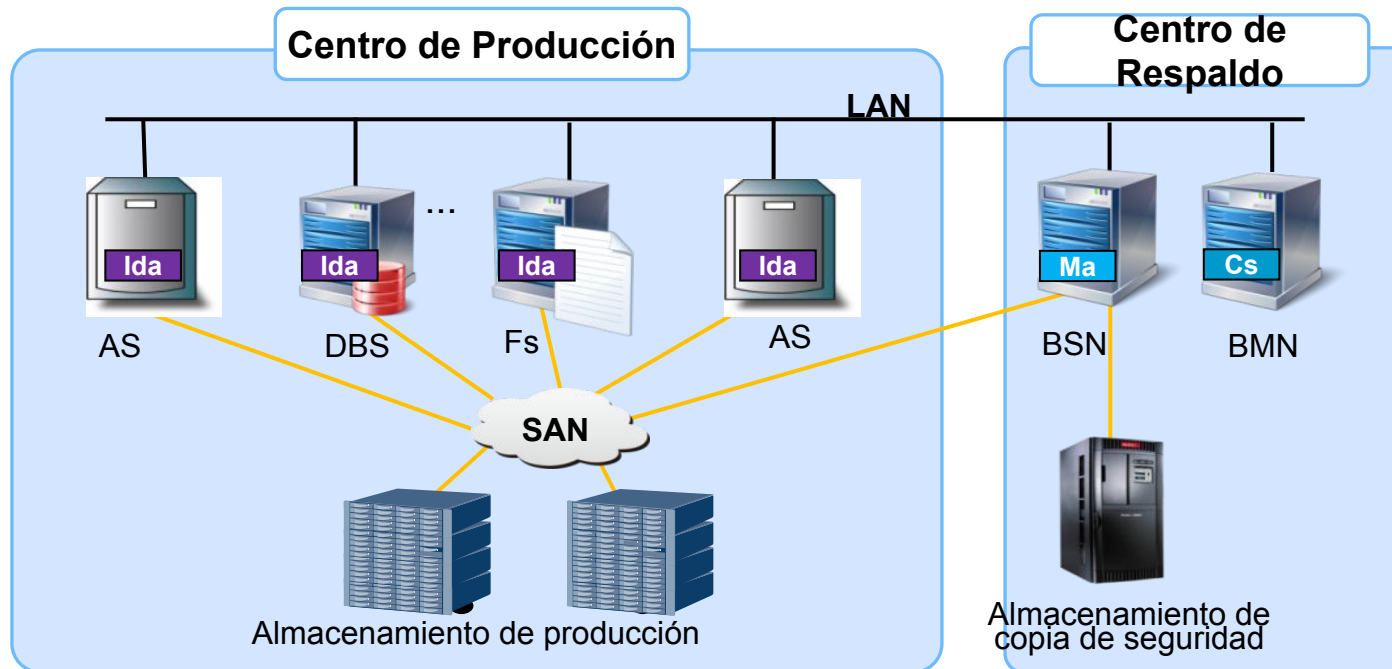 Centro de Producción
Centro de
Respaldo
LAN
Ida
Ida
...
Ida
Ida
Ma
Cs
AS
DBS
Fs
AS
BSN
BMN
SAN
Almacenamiento de producción
Almacenamiento de
copia de seguridad